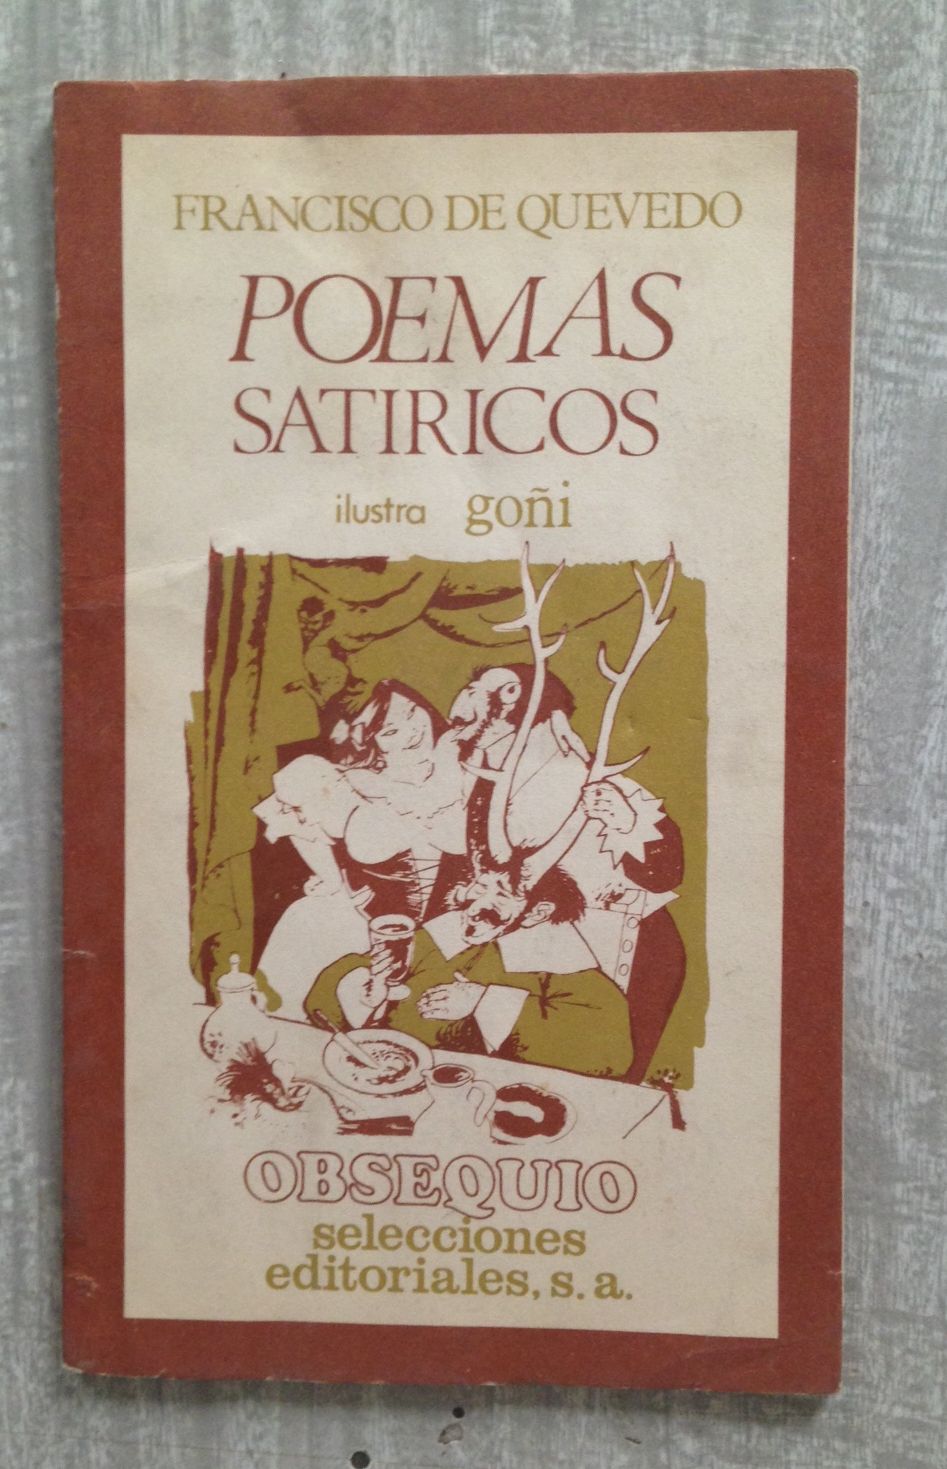 FRANCISCO DE QUEVEDO
POEMAS
SATIRICOS
ilustra goñi
OBSEQUIO
selecciones
editoriales, s. a.